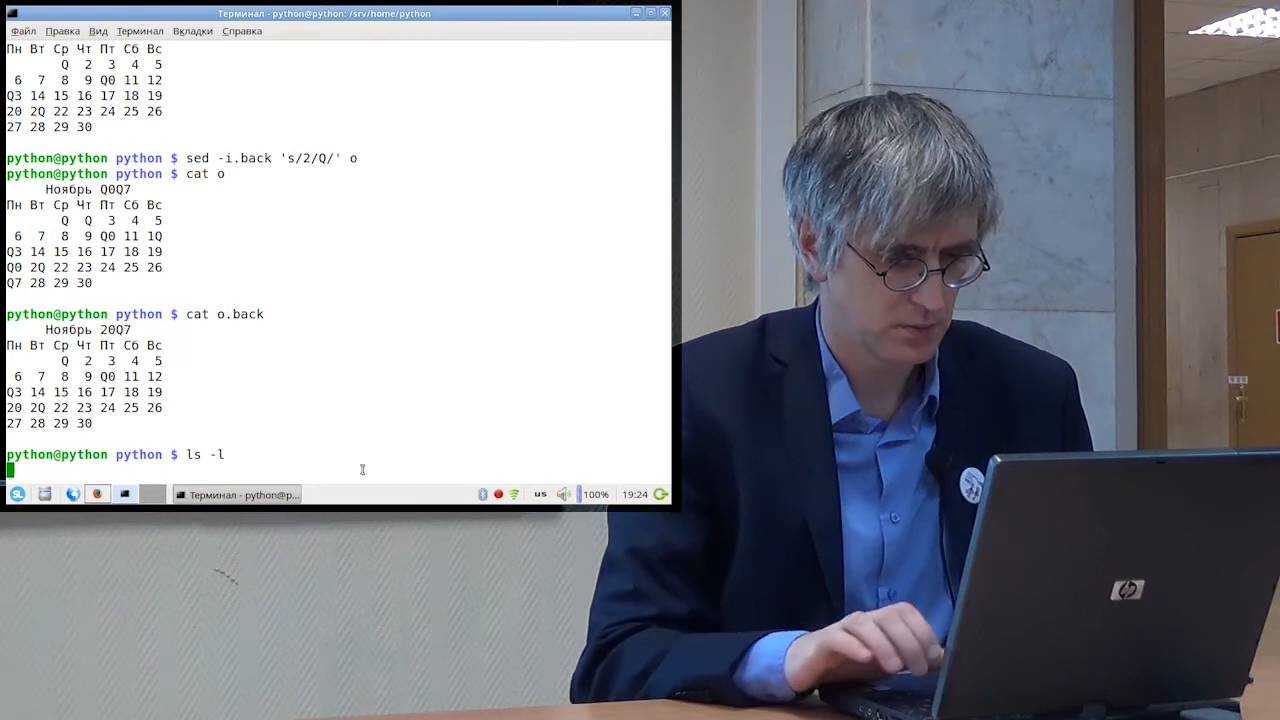 Терминал - python@python: /srv/home/python
Файл Правка Вид Терминал Вкладки Справка
Пн Вт Ср Чт Пт Сб Вс
Q 2 3 4 5
6 7 8 9 Q0 11 12
Q3 14 15 16 17 18 19
20 2Q 22 23 24 25 26
27 28 29 30
python@python python $ sed -i.back 's/2/Q/' o
python@python python $ cat o
Ноябрь Q0Q7
Пн Вт Ср Чт Пт Сб Вс
Q Q 3 4 5
6 7 8 9 Q0 11 1Q
Q3 14 15 16 17 18 19
Q0 2Q 22 23 24 25 26
Q7 28 29 30
python@python python $ cat o.back
Ноябрь 20Q7
Пн Вт Ср Чт Пт Сб Вс
Q 2 3 4 5
6 7 8 9 Q0 11 12
Q3 14 15 16 17 18 19
20 2Q 22 23 24 25 26
27 28 29 30
python@python python $ ls -l
SL Терминал - python@p... us 100% 19:24
hp